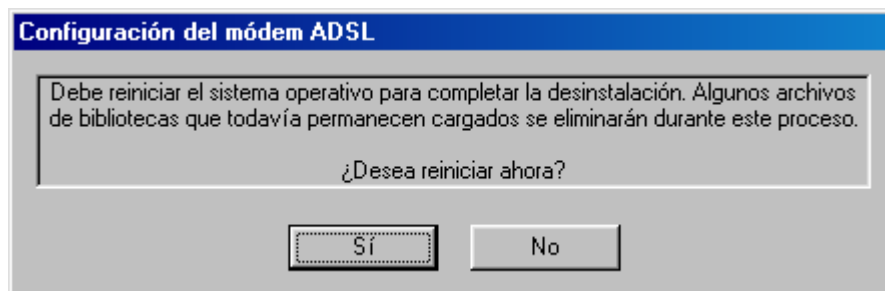 Configuración del módem ADSL
Debe reiniciar el sistema operativo para completar la desinstalación. Algunos archivos
de bibliotecas que todavía permanecen cargados se eliminarán durante este proceso.
¿Desea reiniciar ahora?
Sí
No